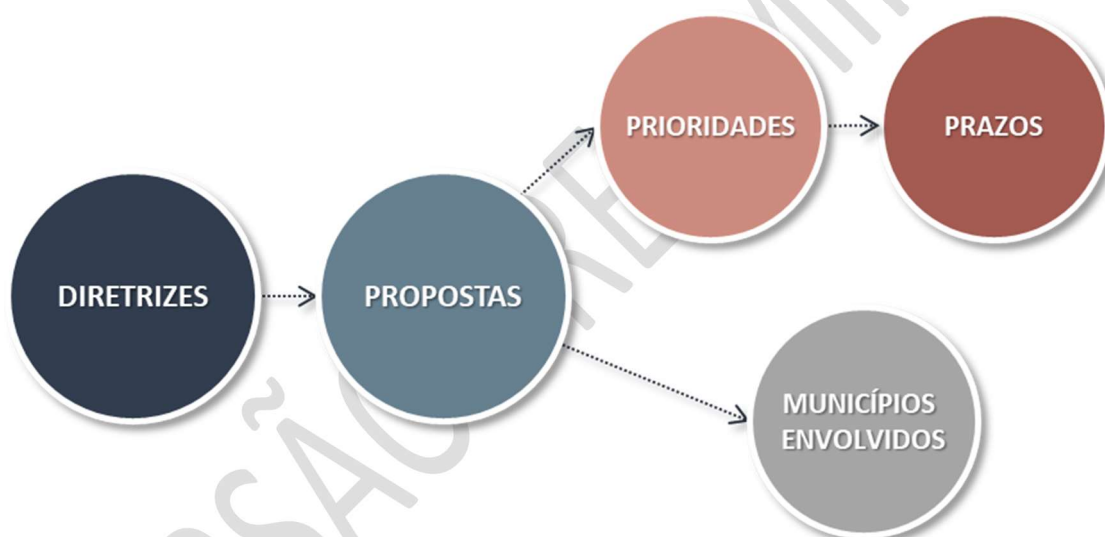 DIRETRIZES
PROPOSTAS
PRIORIDADES
PRAZOS
MUNICÍPIOS
ENVOLVIDOS